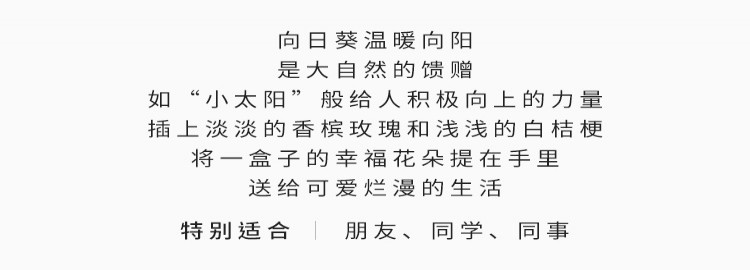 向日葵温暖向阳
是大自然的馈赠
如“小太阳”般给人积极向上的力量
插上淡淡的香槟玫瑰和浅浅的白桔梗
将一盒子的幸福花朵提在手里
送给可爱烂漫的生活
特别适合｜朋友、同学、同事